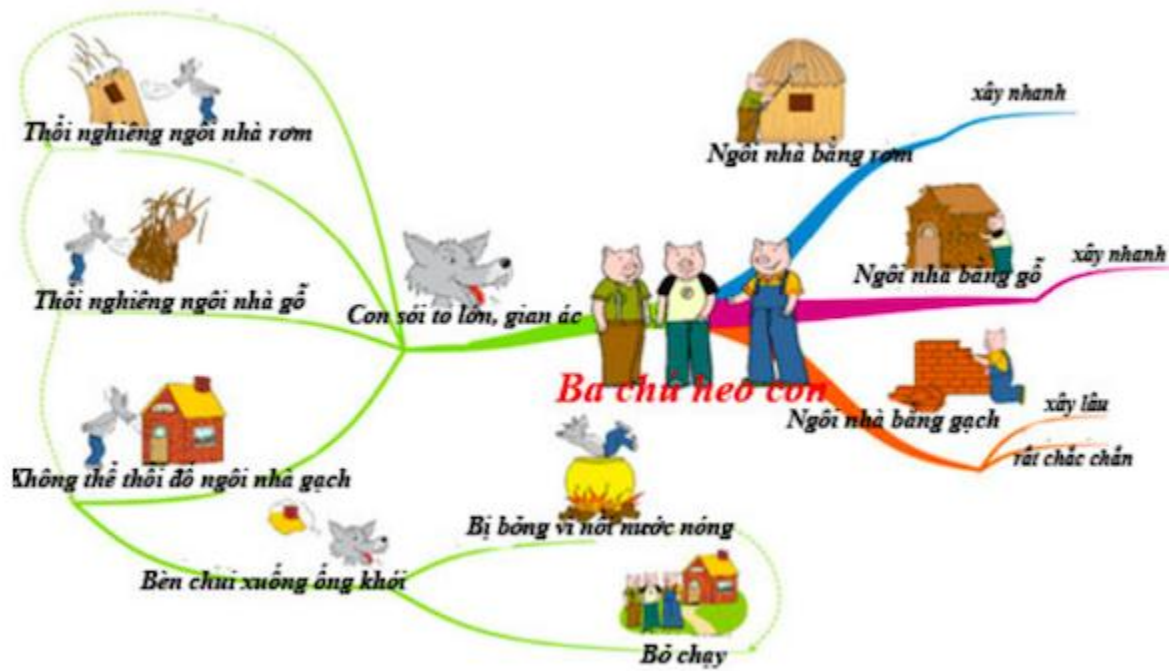 Ba chú heo con
Ngôi nhà bằng rơm
xây nhanh
Ngôi nhà bằng gỗ
xây nhanh
Ngôi nhà bằng gạch
xây lâu
rất chắc chắn
Con sói to lớn, gian ác
Thổi nghiêng ngôi nhà rơm
Thổi nghiêng ngôi nhà gỗ
Không thể thổi đổ ngôi nhà gạch
Bèn chui xuống ống khói
Bị bỏng vì nồi nước nóng
Bỏ chạy